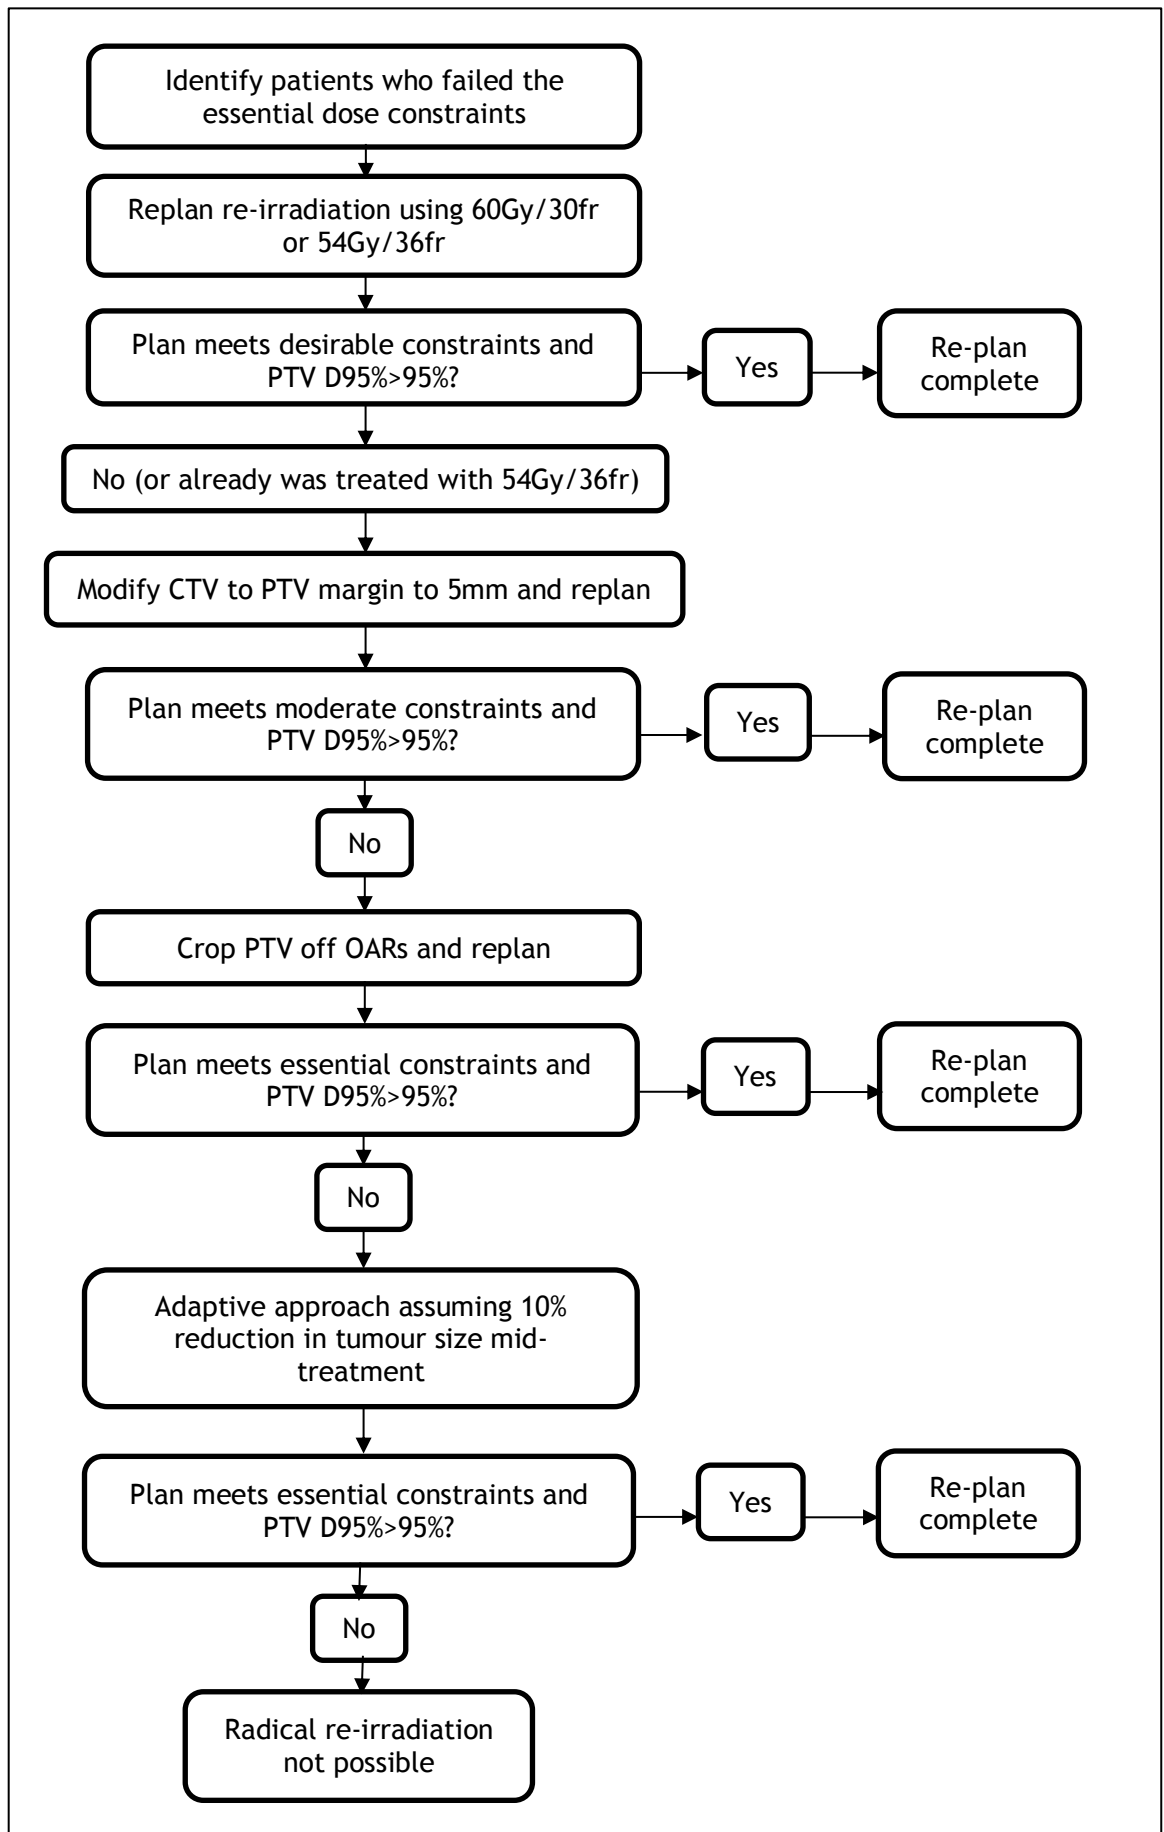 Identify patients who failed the
essential dose constraints
Replan re-irradiation using 60Gy/30fr
or 54Gy/36fr
Plan meets desirable constraints and
PTV D95%>95%?
Yes
Re-plan
complete
No (or already was treated with 54Gy/36fr)
Modify CTV to PTV margin to 5mm and replan
Plan meets moderate constraints and
PTV D95%>95%?
Yes
Re-plan
complete
No
Crop PTV off OARs and replan
Plan meets essential constraints and
PTV D95%>95%?
Yes
Re-plan
complete
No
Adaptive approach assuming 10%
reduction in tumour size mid-
treatment
Plan meets essential constraints and
PTV D95%>95%?
Yes
Re-plan
complete
No
Radical re-irradiation
not possible